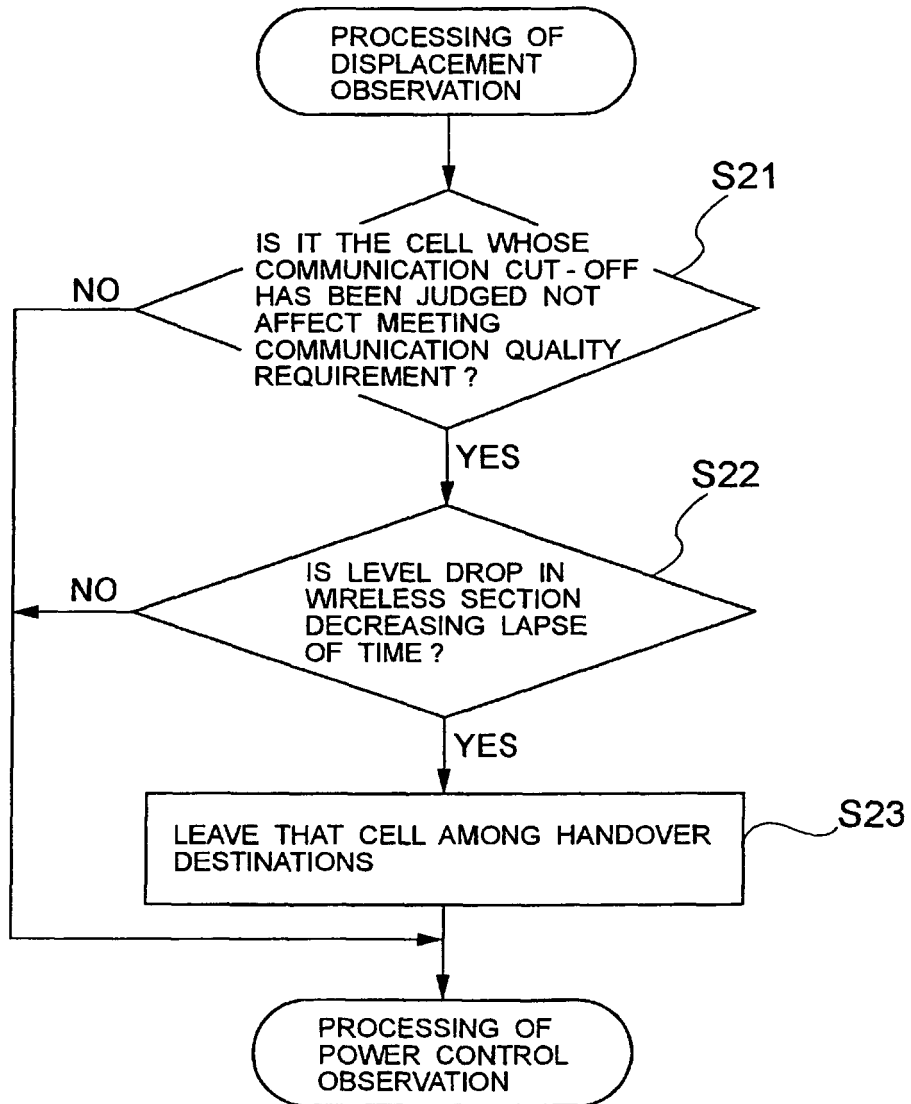 PROCESSING OF
DISPLACEMENT
OBSERVATION
S21
IS IT THE CELL WHOSE
COMMUNICATION CUT-OFF
HAS BEEN JUDGED NOT
AFFECT MEETING
COMMUNICATION QUALITY
REQUIREMENT ?
NO
YES
S22
IS LEVEL DROP IN
WIRELESS SECTION
DECREASING LAPSE
OF TIME ?
NO
YES
S23
LEAVE THAT CELL AMONG HANDOVER
DESTINATIONS
PROCESSING OF
POWER CONTROL
OBSERVATION